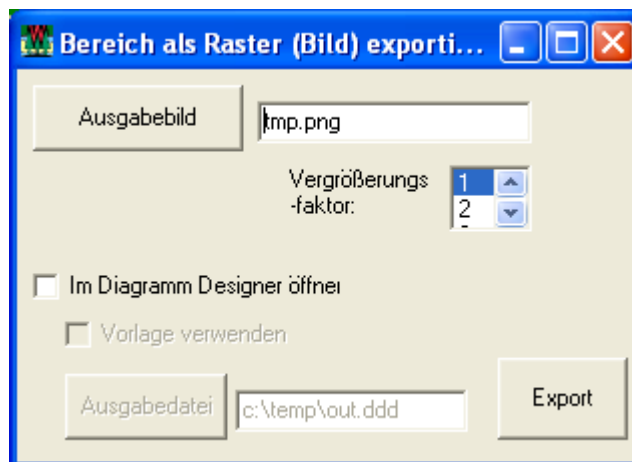 Bereich als Raster (Bild) exporti...
Ausgabebild
tmp.png
Vergrößerungs
-faktor:
1
2
Im Diagramm Designer öffner
Vorlage verwenden
Ausgabedatei
c:\temp\out.ddd
Export